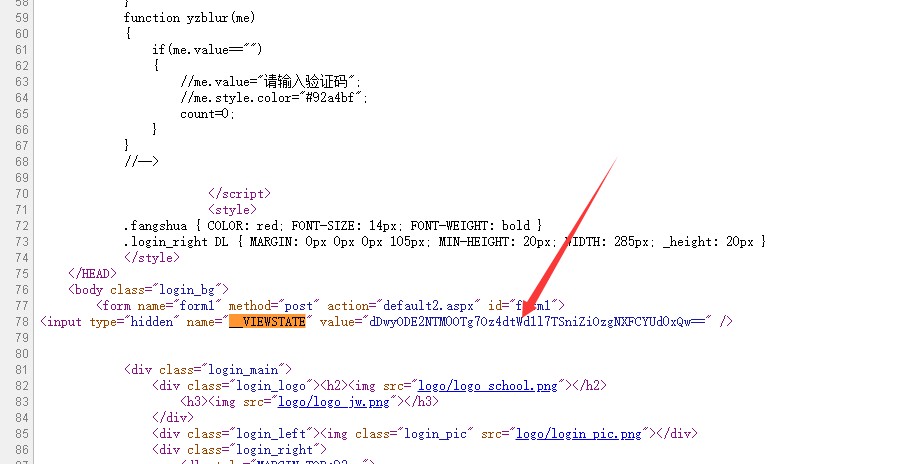 58 }
59 function yzblur(me)
60 {
61 if(me.value=="")
62 {
63 //me.value="请输入验证码";
64 //me.style.color="#92a4bf";
65 count=0;
66 }
67 }
68 //-->
69
70 </script>
71 <style>
72 .fangshua { COLOR: red; FONT-SIZE: 14px; FONT-WEIGHT: bold }
73 .login_right DL { MARGIN: 0px 0px 0px 105px; MIN-HEIGHT: 20px; WIDTH: 285px; _height: 20px }
74 </style>
75 </HEAD>
76 <body class="login_bg">
77 <form name="form1" method="post" action="default2.aspx" id="form1">
78 <input type="hidden" name="__VIEWSTATE" value="dDwyODE2NTM0OTg7Oz4dtWd1l7TSniZiOzgNXFCYUdOxQw==" />
79
80
81 <div class="login_main">
82 <div class="login_logo"><h2><img src="logo/logo_school.png"></h2>
83 <h3><img src="logo/logo_jw.png"></h3>
84 </div>
85 <div class="login_left"><img class="login_pic" src="logo/login_pic.png"></div>
86 <div class="login_right">